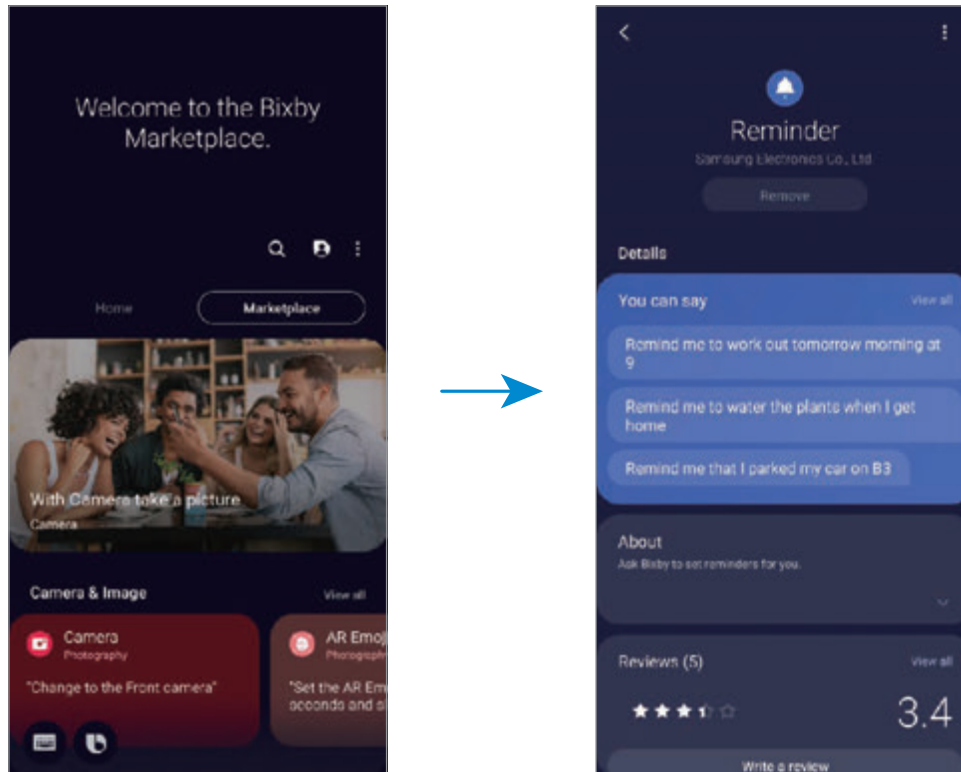 Welcome to the Bixby
Marketplace.
Home
Marketplace
With Camera take a picture
Camera
Camera & Image
View all
Camera
Photography
"Change to the Front camera"
AR Emoj
Photograph
"Set the AR Em
seconds and s
Reminder
Samsung Electronics Co., Ltd
Remove
Details
You can say
View all
Remind me to work out tomorrow morning at
9
Remind me to water the plants when I get
home
Remind me that I parked my car on B3
About
Ask Bixby to set reminders for you.
Reviews (5)
View all
3.4
Write a review